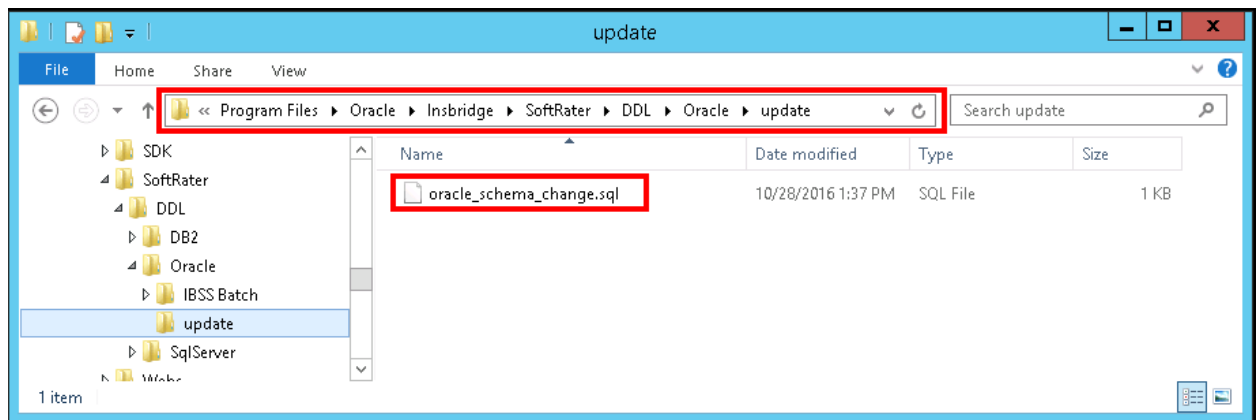 update
File Home Share View
« Program Files Oracle Insbridge SoftRater DDL Oracle update Search update
SDK
SoftRater
DDL
DB2
Oracle
IBSS Batch
update
SqlServer
Name Date modified Type Size
oracle_schema_change.sql 10/28/2016 1:37 PM SQL File 1 KB
1 item